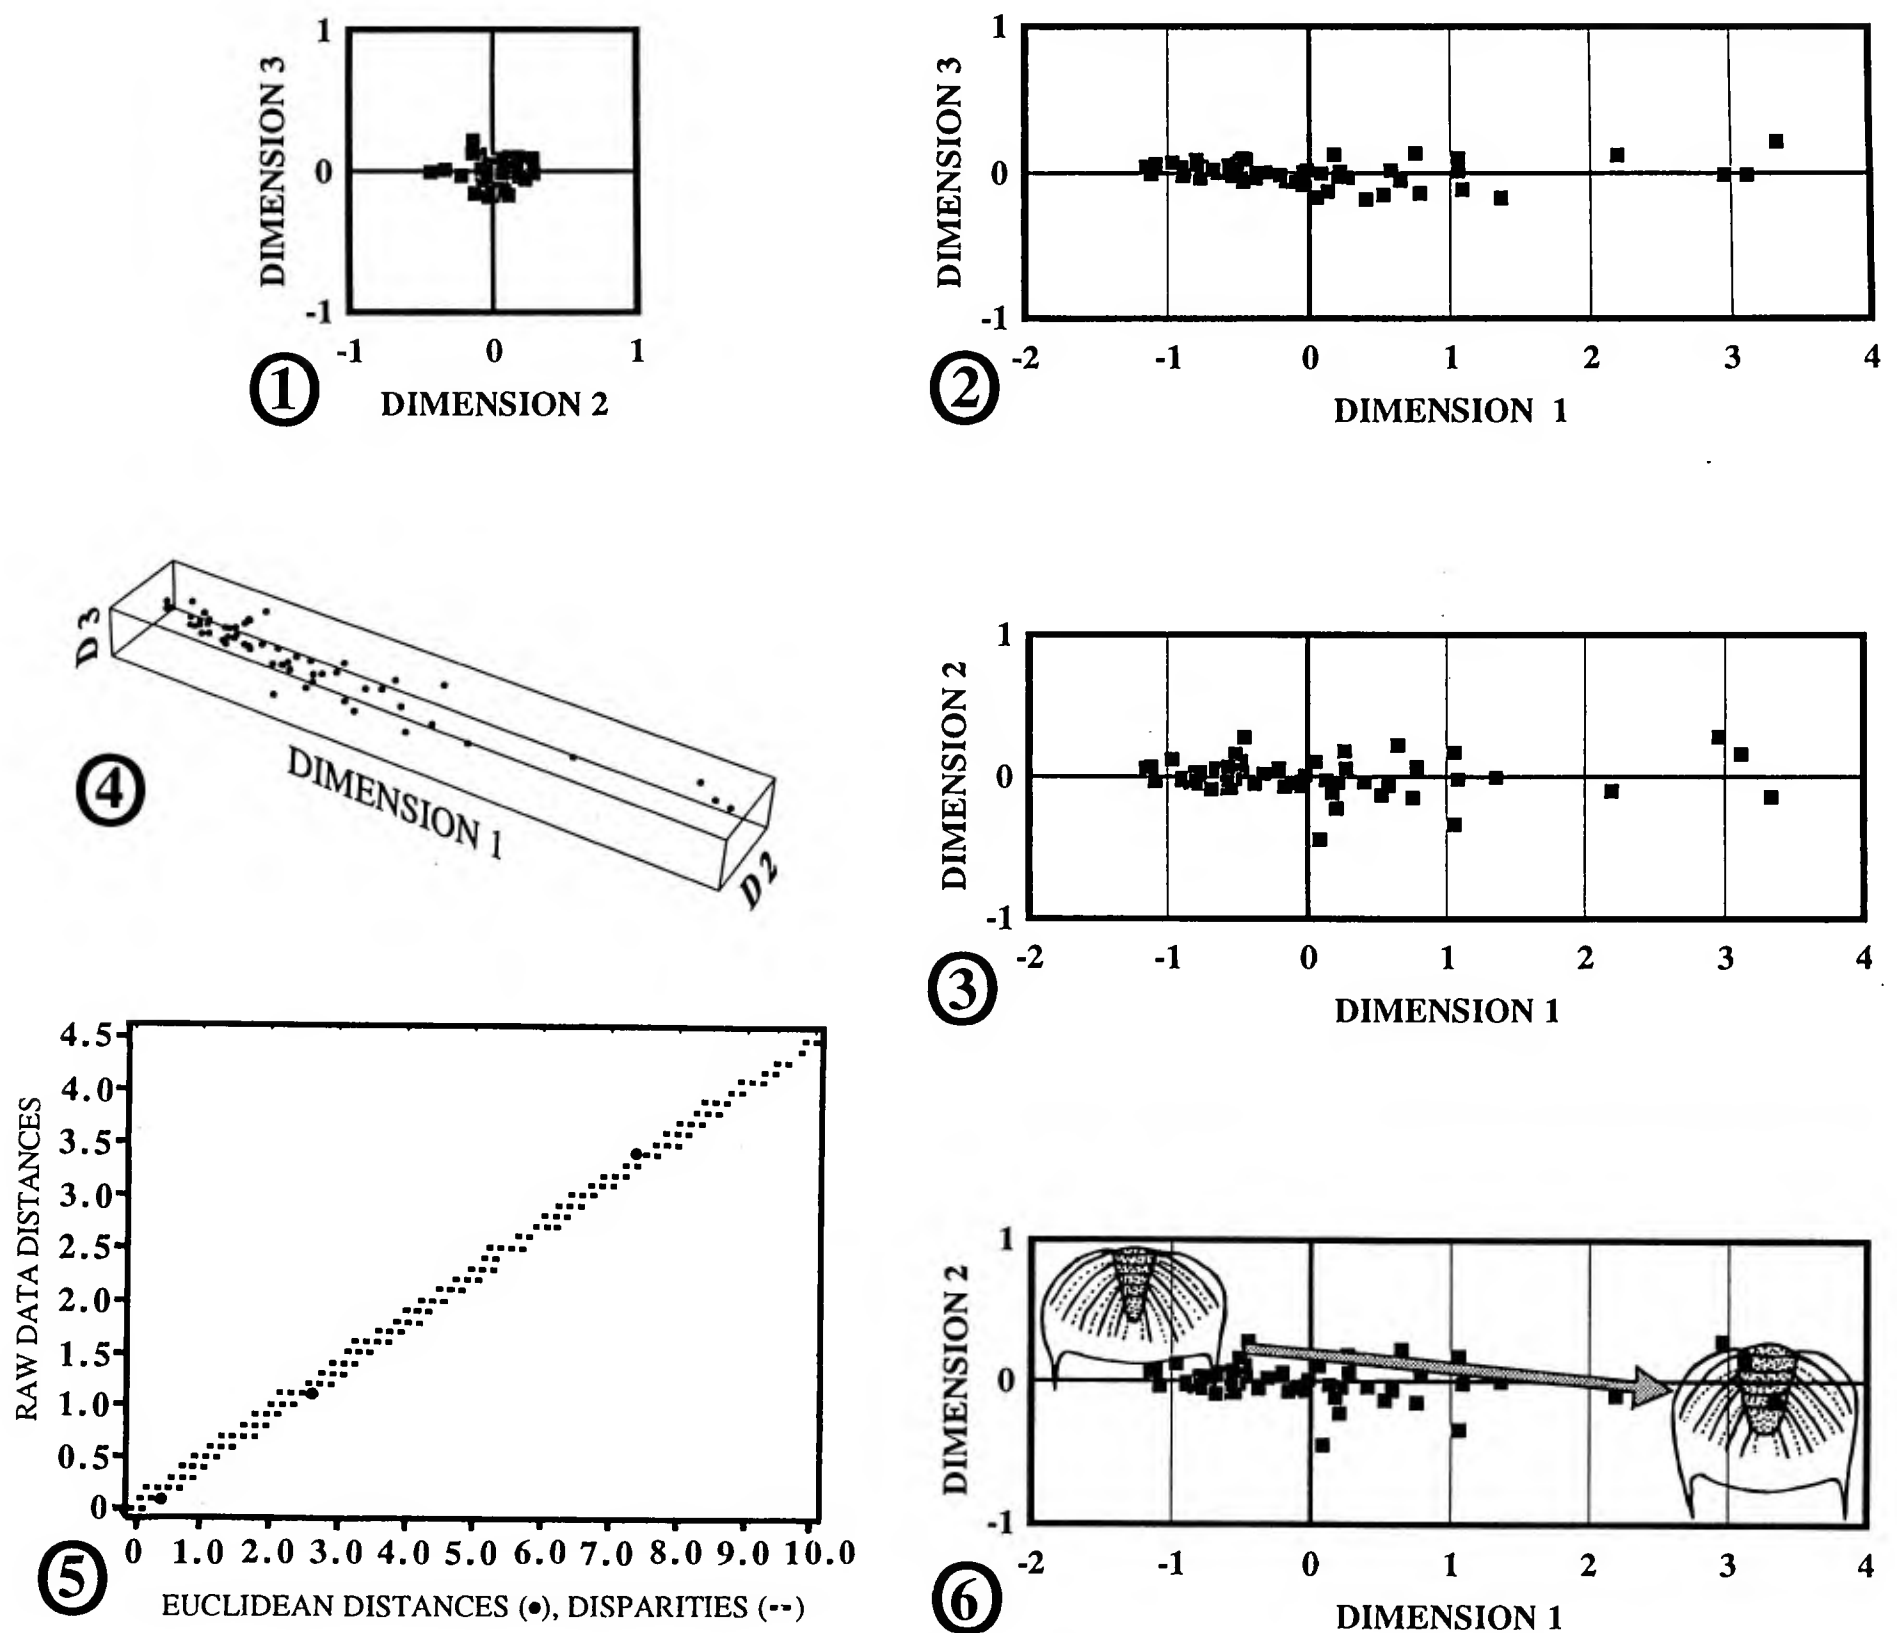 1
DIMENSION 3
0
-1
-1 0 1
1
DIMENSION 2
1
DIMENSION 3
0
-1
-2 -1 0 1 2 3 4
2
DIMENSION 1
D 3
4
DIMENSION 1
D 2
1
DIMENSION 2
0
-1
-2 -1 0 1 2 3 4
3
DIMENSION 1
4.5
4.0
3.5
3.0
2.5
2.0
1.5
1.0
0.5
0
RAW DATA DISTANCES
0 1.0 2.0 3.0 4.0 5.0 6.0 7.0 8.0 9.0 10.0
5
EUCLIDEAN DISTANCES (●), DISPARITIES (--)
1
DIMENSION 2
0
-1
-2 -1 0 1 2 3 4
6
DIMENSION 1